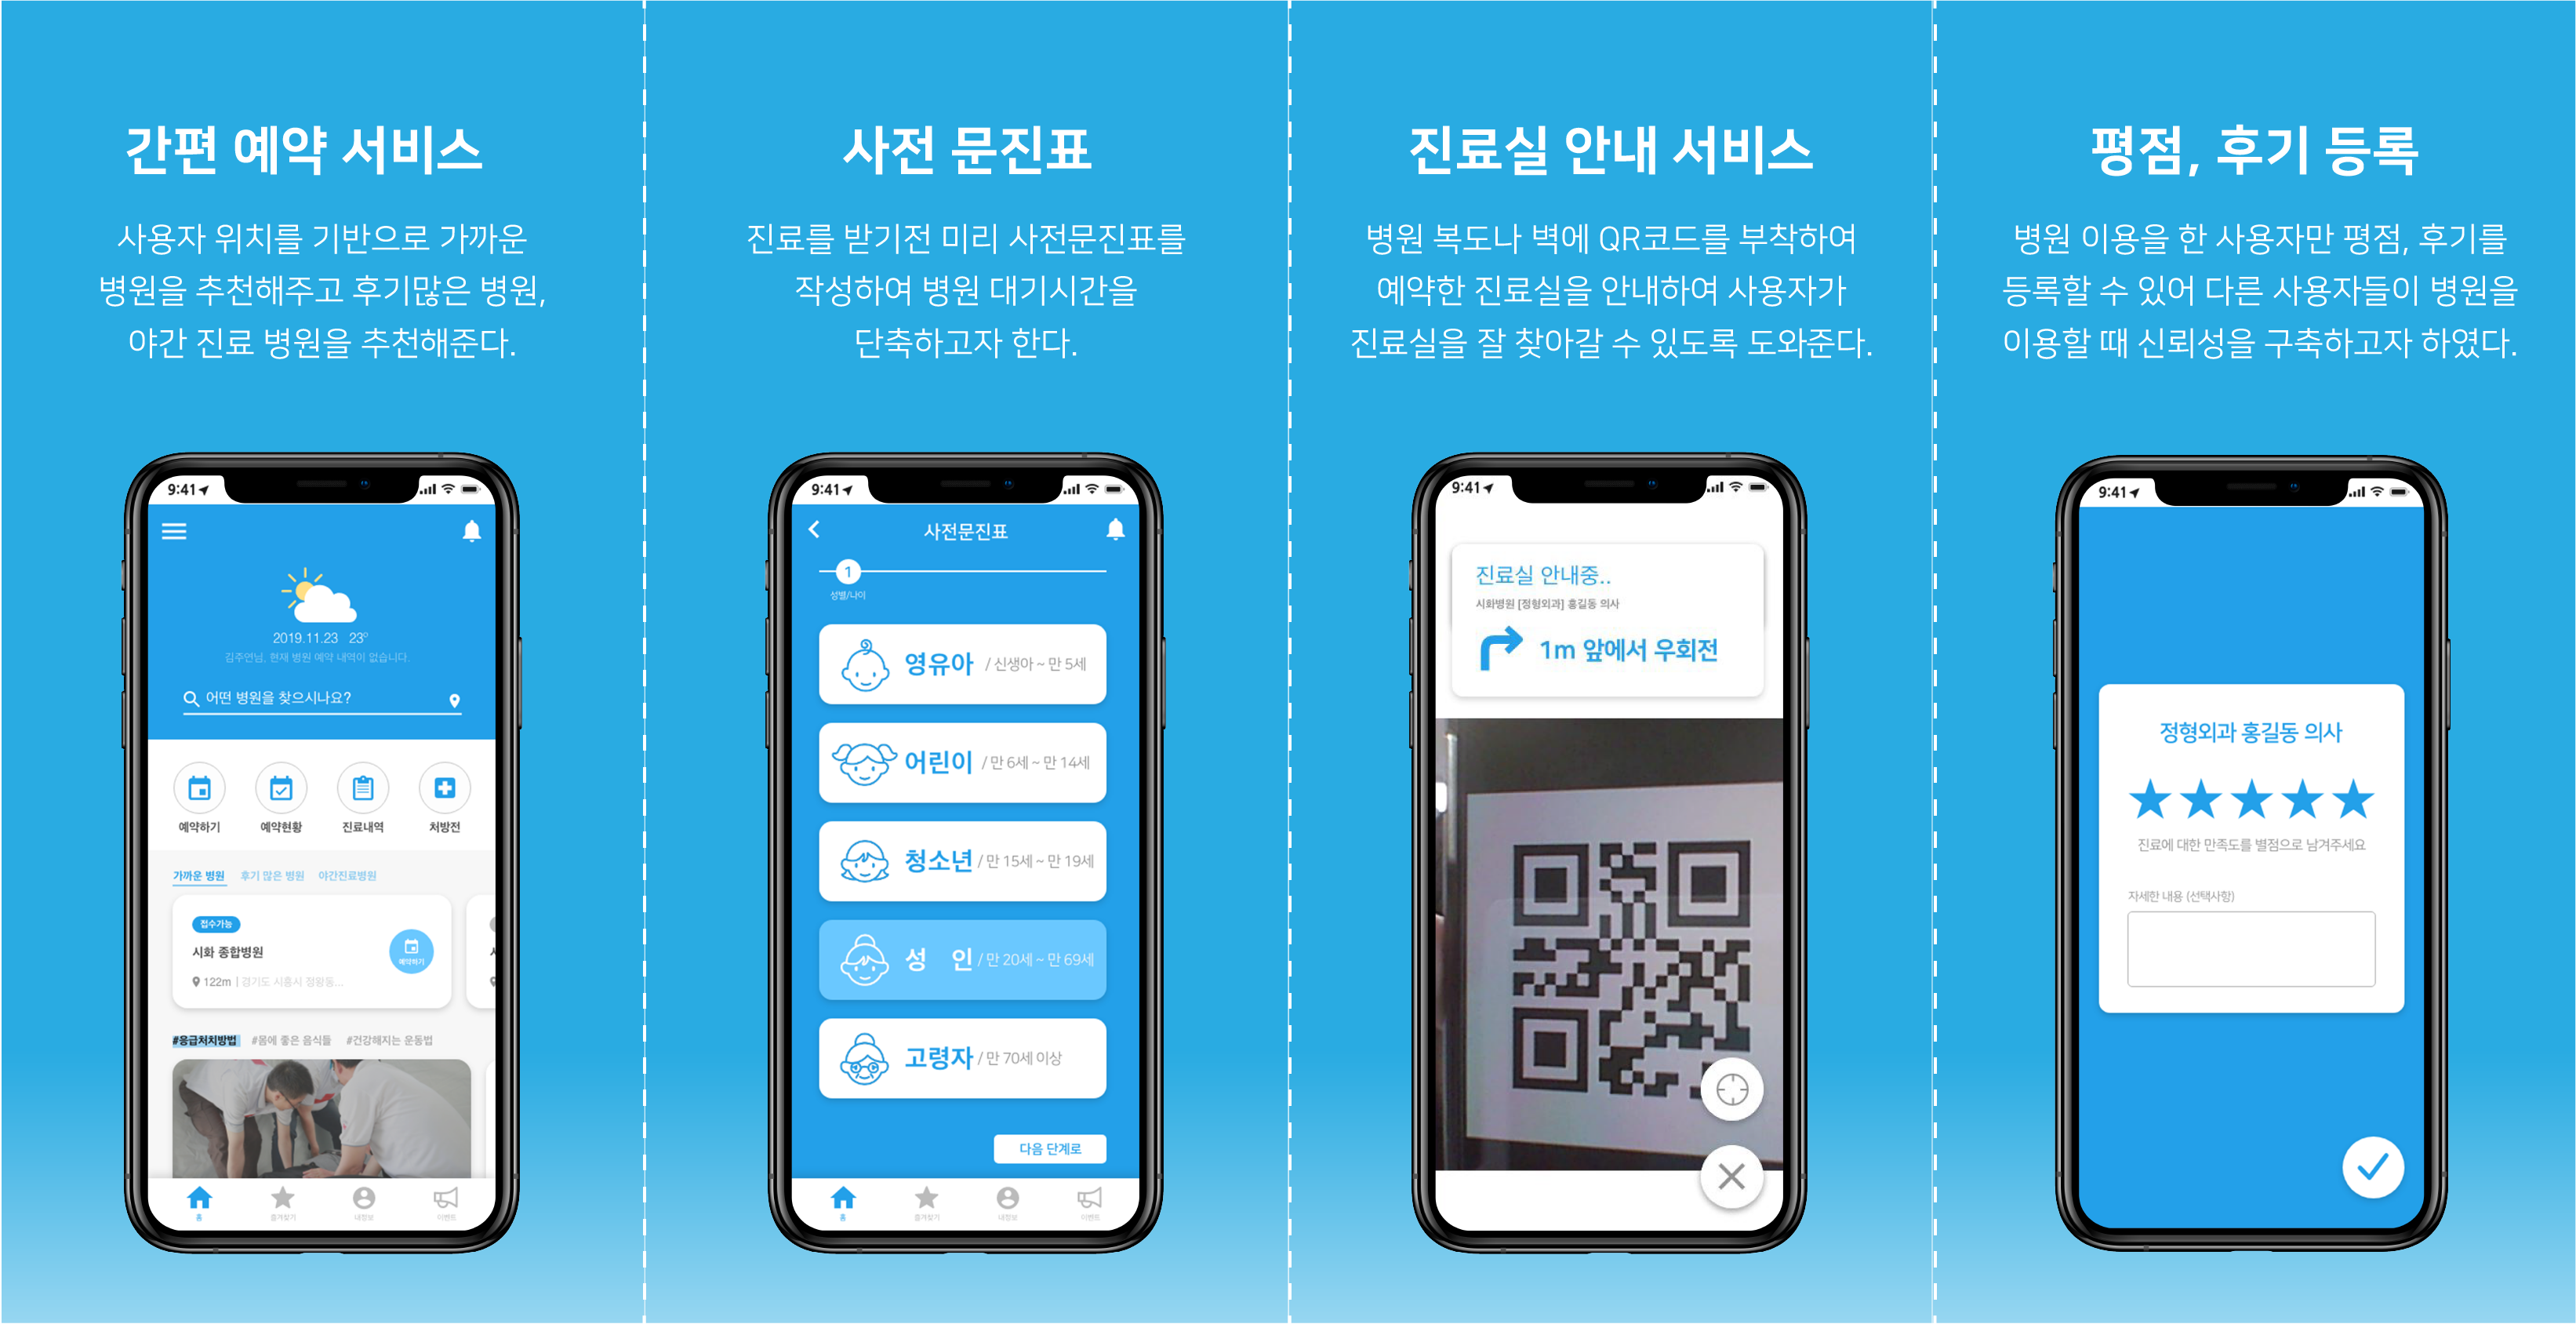 간편 예약 서비스
사용자 위치를 기반으로 가까운
병원을 추천해주고 후기많은 병원,
야간 진료 병원을 추천해준다.
9:41
2019.11.23 23°
김주연님, 현재 병원 예약 내역이 없습니다.
어떤 병원을 찾으시나요?
예약하기 예약현황 진료내역 처방전
가까운 병원 후기 많은 병원 야간진료병원
접수가능
시화 종합병원
예약하기
122m | 경기도 시흥시 정왕동...
#응급처치방법 #몸에 좋은 음식들 #건강해지는 운동법
홈 즐겨찾기 내정보 이벤트
사전 문진표
진료를 받기전 미리 사전문진표를
작성하여 병원 대기시간을
단축하고자 한다.
9:41
사전문진표
1
성별/나이
영유아 / 신생아 ~ 만 5세
어린이 / 만 6세 ~ 만 14세
청소년 / 만 15세 ~ 만 19세
성 인 / 만 20세 ~ 만 69세
고령자 / 만 70세 이상
다음 단계로
홈 즐겨찾기 내정보 이벤트
진료실 안내 서비스
병원 복도나 벽에 QR코드를 부착하여
예약한 진료실을 안내하여 사용자가
진료실을 잘 찾아갈 수 있도록 도와준다.
9:41
진료실 안내중..
시화병원 [정형외과] 홍길동 의사
1m 앞에서 우회전
평점, 후기 등록
병원 이용을 한 사용자만 평점, 후기를
등록할 수 있어 다른 사용자들이 병원을
이용할 때 신뢰성을 구축하고자 하였다.
9:41
정형외과 홍길동 의사
진료에 대한 만족도를 별점으로 남겨주세요
자세한 내용 (선택사항)